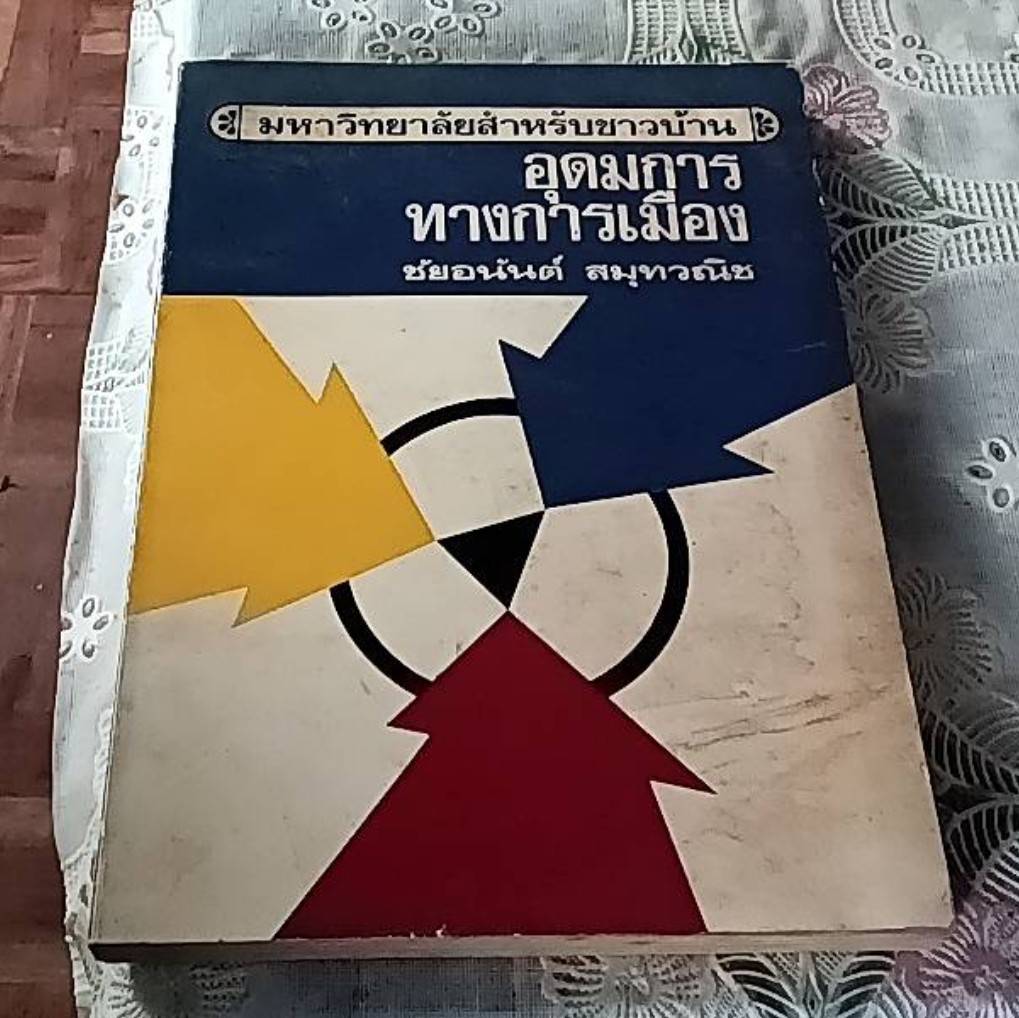 มหาวิทยาลัยสำหรับชาวบ้าน
อุดมการ
ทางการเมือง
ชัยอนันต์ สมุทวณิช